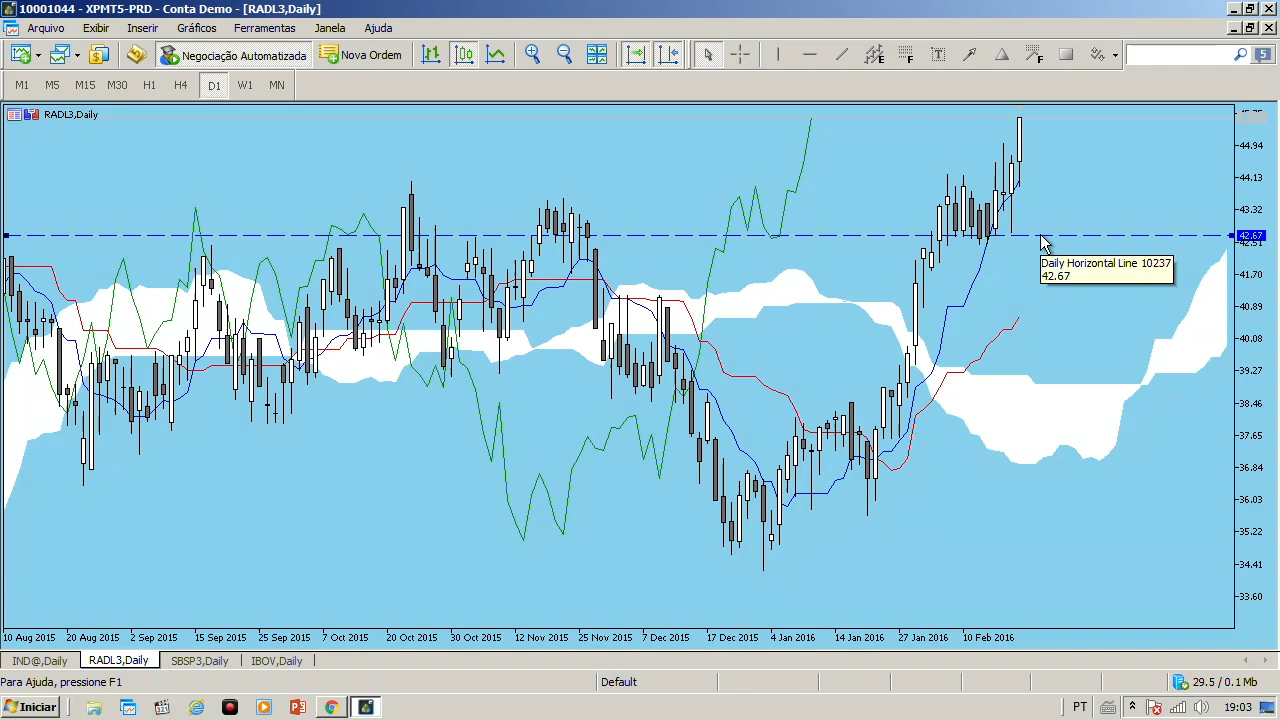 10001044 - XPMT5-PRD - Conta Demo - [RADL3,Daily]
Arquivo Exibir Inserir Gráficos Ferramentas Janela Ajuda
Negociação Automatizada Nova Ordem E F T F 5
M1 M5 M15 M30 H1 H4 D1 W1 MN
RADL3,Daily
44.94
44.13
43.32
42.67
42.51
Daily Horizontal Line 10237
42.67
41.70
40.89
40.08
39.27
38.46
37.65
36.84
36.03
35.22
34.41
33.60
10 Aug 2015 20 Aug 2015 2 Sep 2015 15 Sep 2015 25 Sep 2015 7 Oct 2015 20 Oct 2015 30 Oct 2015 12 Nov 2015 25 Nov 2015 7 Dec 2015 17 Dec 2015 4 Jan 2016 14 Jan 2016 27 Jan 2016 10 Feb 2016
IND@,Daily RADL3,Daily SBSP3,Daily IBOV,Daily
Para Ajuda, pressione F1 Default 29.5 / 0.1 Mb
Iniciar 321 PT 19:03